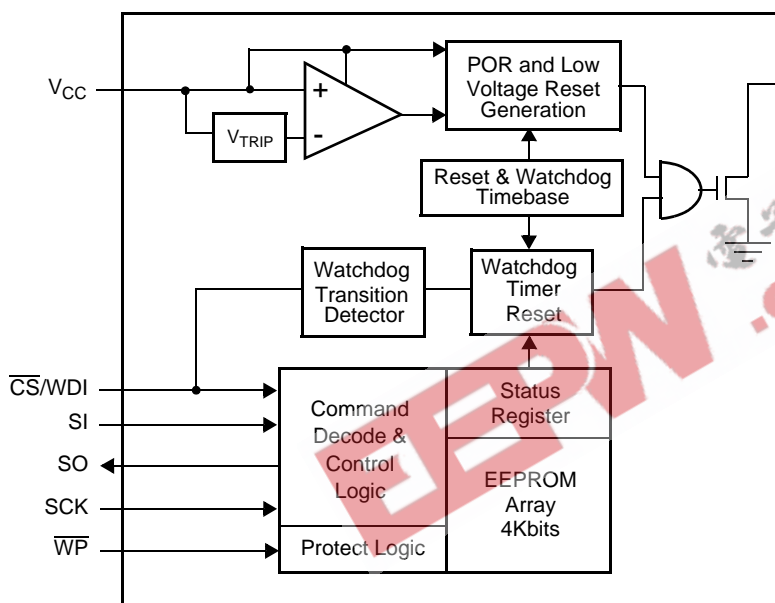 POR and Low
Voltage Reset
Generation
VCC
+
-
VTRIP
Reset & Watchdog
Timebase
Watchdog
Transition
Detector
Watchdog
Timer
Reset
CS/WDI
SI
SO
SCK
WP
Command
Decode &
Control
Logic
Protect Logic
Status
Register
EEPROM
Array
4Kbits
EEPW